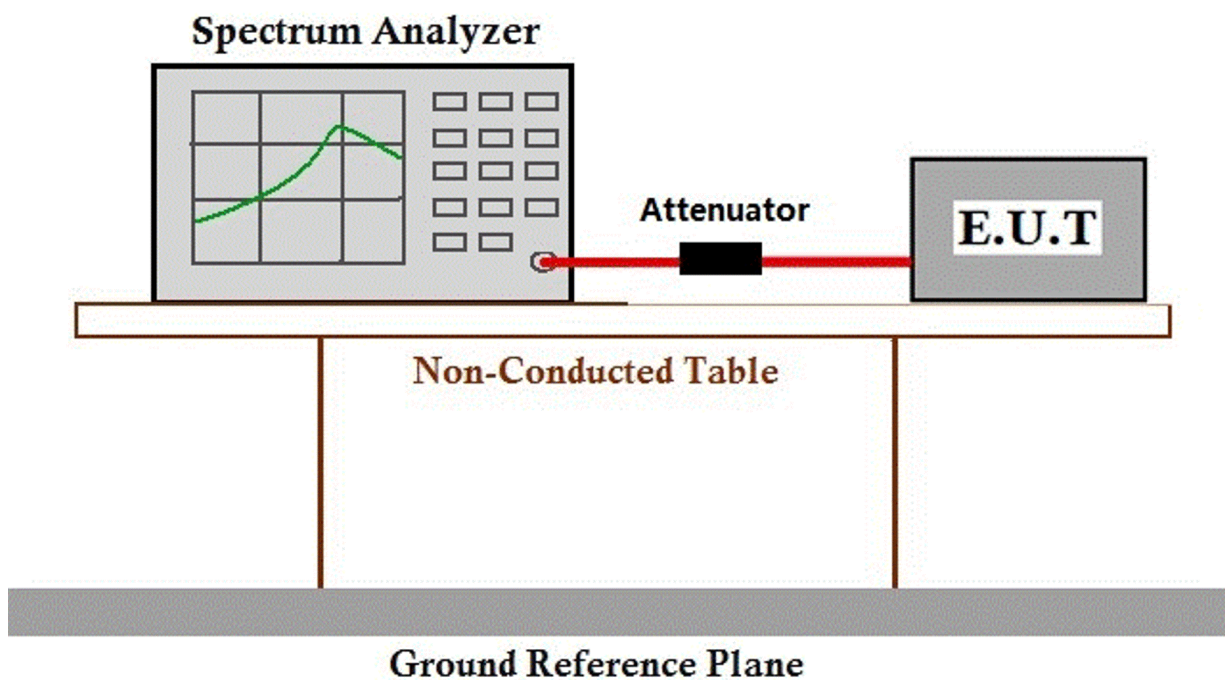 Spectrum Analyzer
Attenuator
E.U.T
Non-Conducted Table
Ground Reference Plane